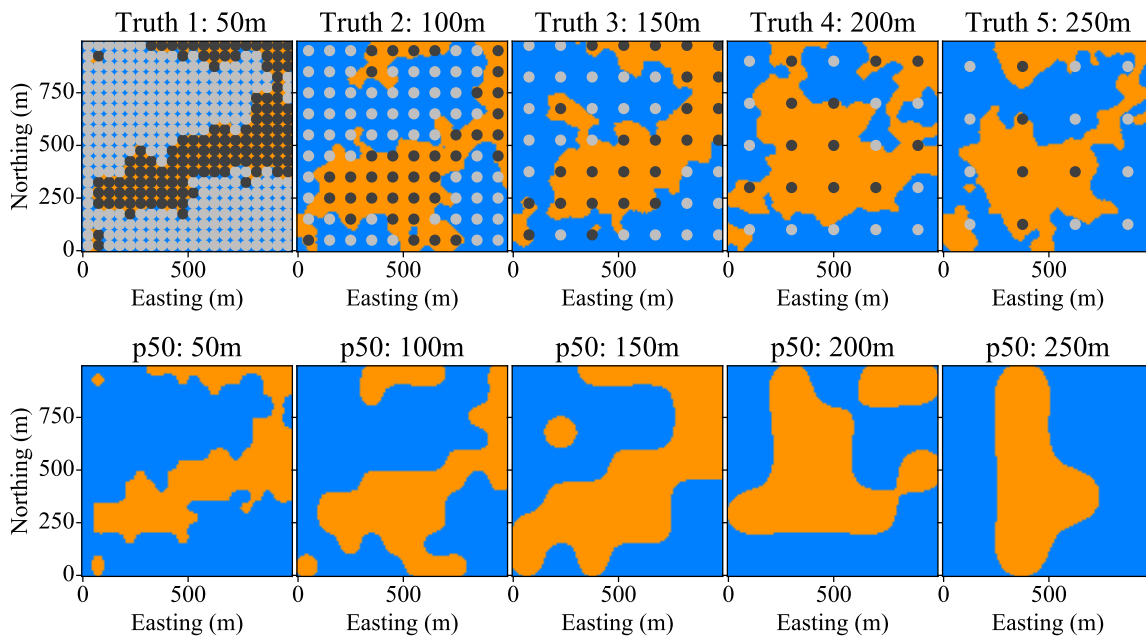 Truth 1: 50m Truth 2: 100m Truth 3: 150m Truth 4: 200m Truth 5: 250m
750
500
250
0
Northing (m)
0 500 0 500 0 500 0 500 0 500
Easting (m) Easting (m) Easting (m) Easting (m) Easting (m)
p50: 50m p50: 100m p50: 150m p50: 200m p50: 250m
750
500
250
0
Northing (m)
0 500 0 500 0 500 0 500 0 500
Easting (m) Easting (m) Easting (m) Easting (m) Easting (m)